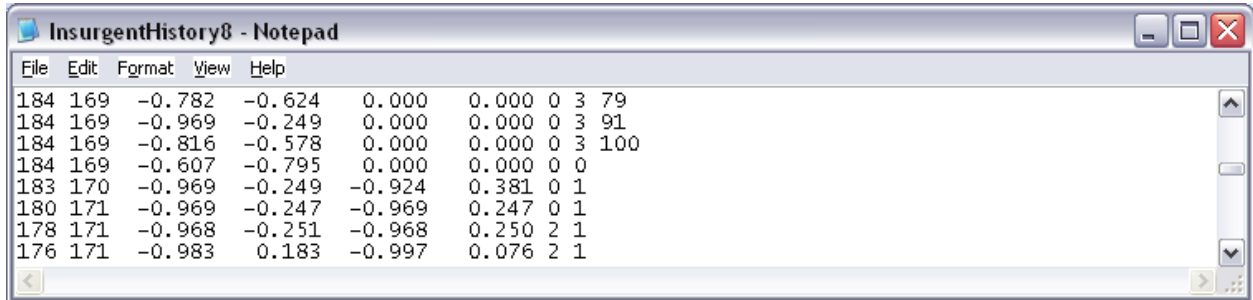 InsurgentHistory8 - Notepad
File Edit Format View Help
184 169 -0.782 -0.624 0.000 0.000 0 3 79
184 169 -0.969 -0.249 0.000 0.000 0 3 91
184 169 -0.816 -0.578 0.000 0.000 0 3 100
184 169 -0.607 -0.795 0.000 0.000 0 0
183 170 -0.969 -0.249 -0.924 0.381 0 1
180 171 -0.969 -0.247 -0.969 0.247 0 1
178 171 -0.968 -0.251 -0.968 0.250 2 1
176 171 -0.983 0.183 -0.997 0.076 2 1